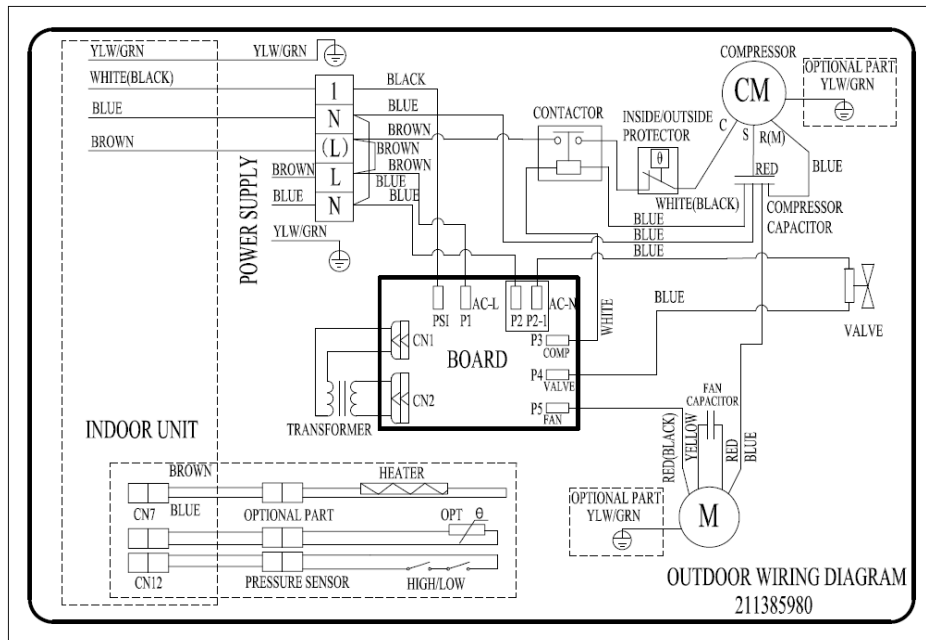 YLW/GRN YLW/GRN
WHITE(BLACK)
BLUE
BROWN
1
N
(L)
L
N
BLACK
BLUE
BROWN
BROWN
BROWN
BLUE
BLUE
BROWN
BLUE
YLW/GRN
POWER SUPPLY
CONTACTOR
INSIDE/OUTSIDE
PROTECTOR
θ
COMPRESSOR
CM
C
S
R(M)
OPTIONAL PART
YLW/GRN
BLUE
RED
WHITE(BLACK)
COMPRESSOR
CAPACITOR
BLUE
BLUE
BLUE
PSI
P1
AC-L
P2
P2-1
AC-N
BOARD
CN1
CN2
P3
COMP
P4
VALVE
P5
FAN
WHITE
BLUE
VALVE
TRANSFORMER
FAN
CAPACITOR
RED(BLACK)
YELLOW
RED
BLUE
M
OPTIONAL PART
YLW/GRN
INDOOR UNIT
BROWN
HEATER
CN7
BLUE
OPTIONAL PART
OPT θ
CN12
PRESSURE SENSOR
HIGH/LOW
OUTDOOR WIRING DIAGRAM
211385980